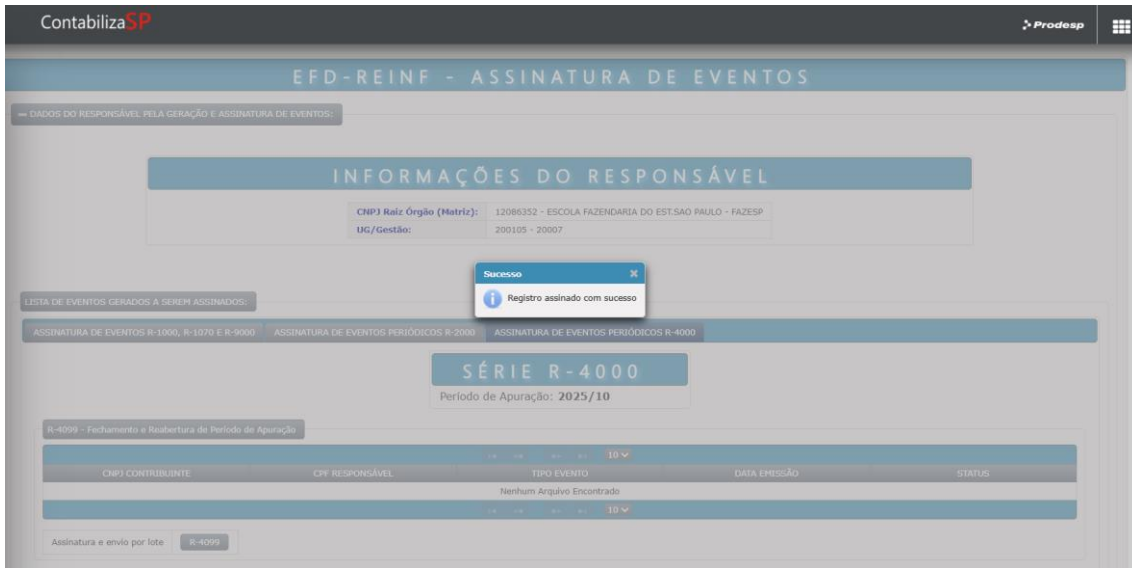 ContabilizaSP
Prodesp
EFD-REINF - ASSINATURA DE EVENTOS
DADOS DO RESPONSÁVEL PELA GERAÇÃO E ASSINATURA DE EVENTOS:
INFORMAÇÕES DO RESPONSÁVEL
CNPJ Raiz Órgão (Matriz): 12086352 - ESCOLA FAZENDARIA DO EST.SAO PAULO - FAZESP
UG/Gestão: 200105 - 20007
Sucesso
Registro assinado com sucesso
LISTA DE EVENTOS GERADOS A SEREM ASSINADOS:
ASSINATURA DE EVENTOS R-1000, R-1070 E R-9000 ASSINATURA DE EVENTOS PERIÓDICOS R-2000 ASSINATURA DE EVENTOS PERIÓDICOS R-4000
SÉRIE R-4000
Período de Apuração: 2025/10
R-4099 - Fechamento e Reabertura de Período de Apuração
10
CNPJ CONTRIBUINTE CPF RESPONSÁVEL TIPO EVENTO DATA EMISSÃO STATUS
Nenhum Arquivo Encontrado
10
Assinatura e envio por lote R-4099